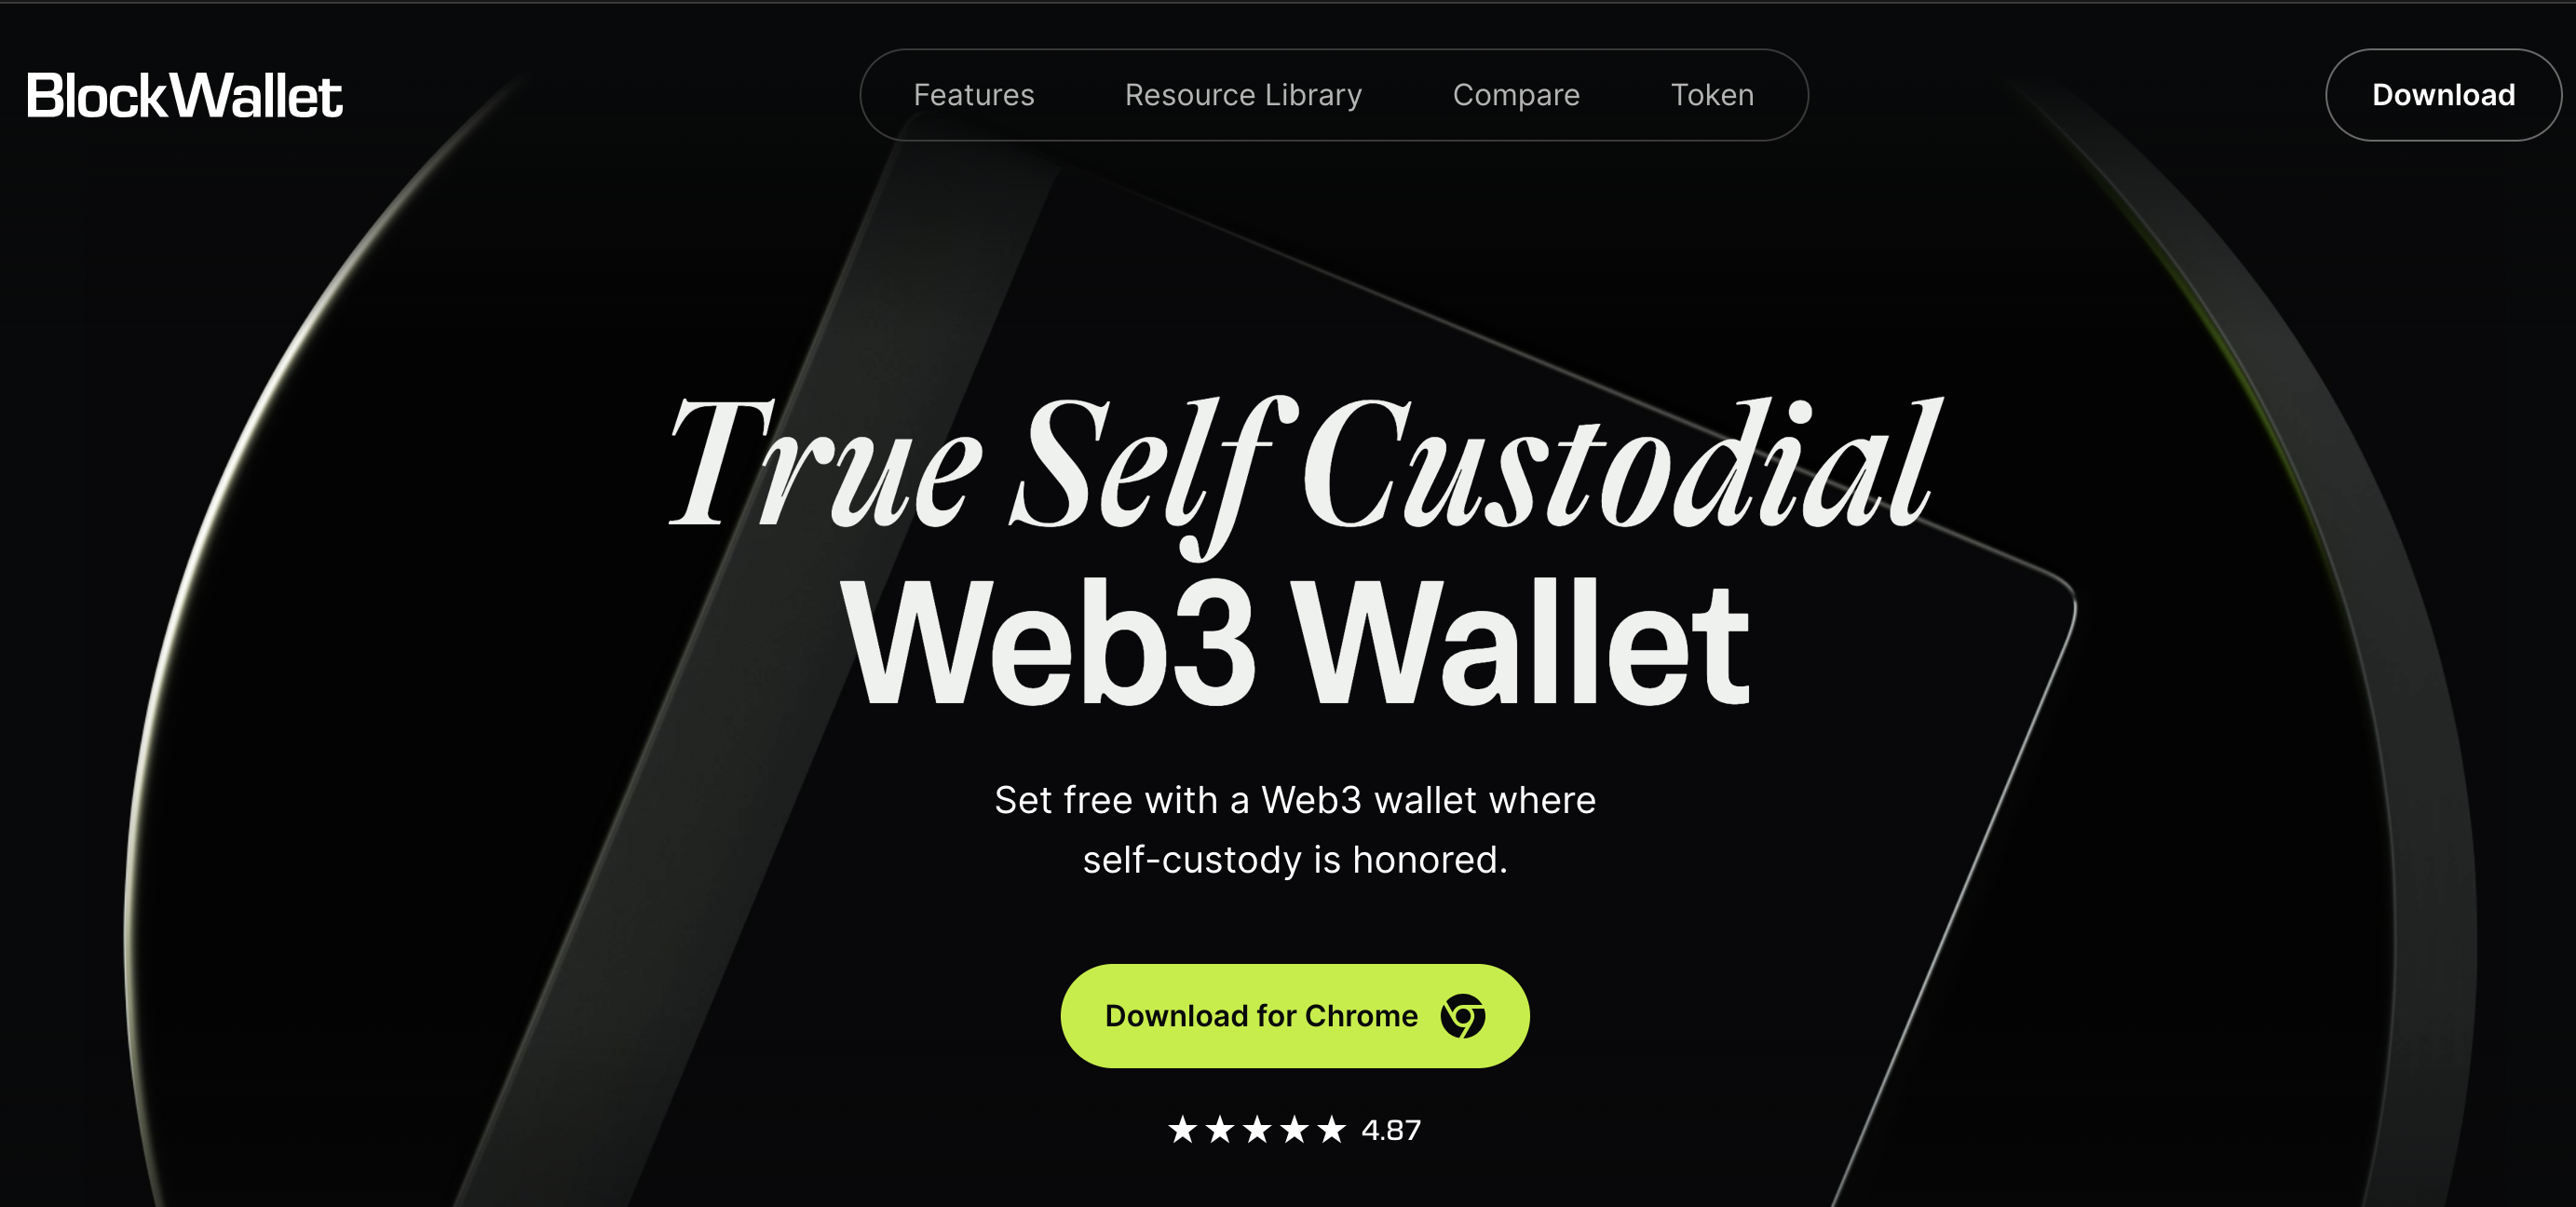 BlockWallet
Features
Resource Library
Compare
Token
Download
True Self Custodial
Web3 Wallet
Set free with a Web3 wallet where
self-custody is honored.
Download for Chrome
4.87